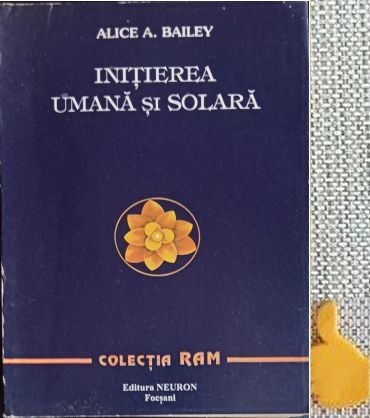 ALICE A. BAILEY
INIȚIEREA
UMANĂ ȘI SOLARĂ
COLECȚIA RAM
Editura NEURON
Focșani